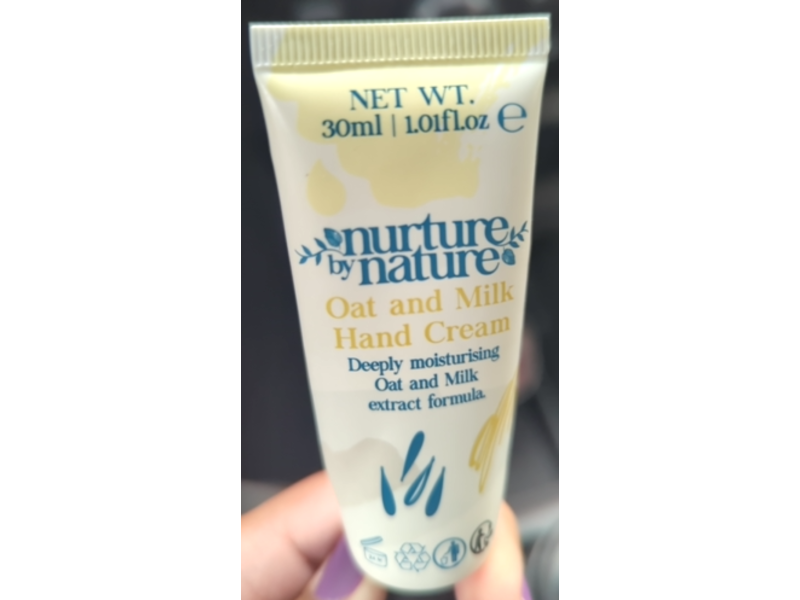 NET WT.
30ml | 1.01fl.oz ℮
nurture
by nature
Oat and Milk
Hand Cream
Deeply moisturising
Oat and Milk
extract formula.